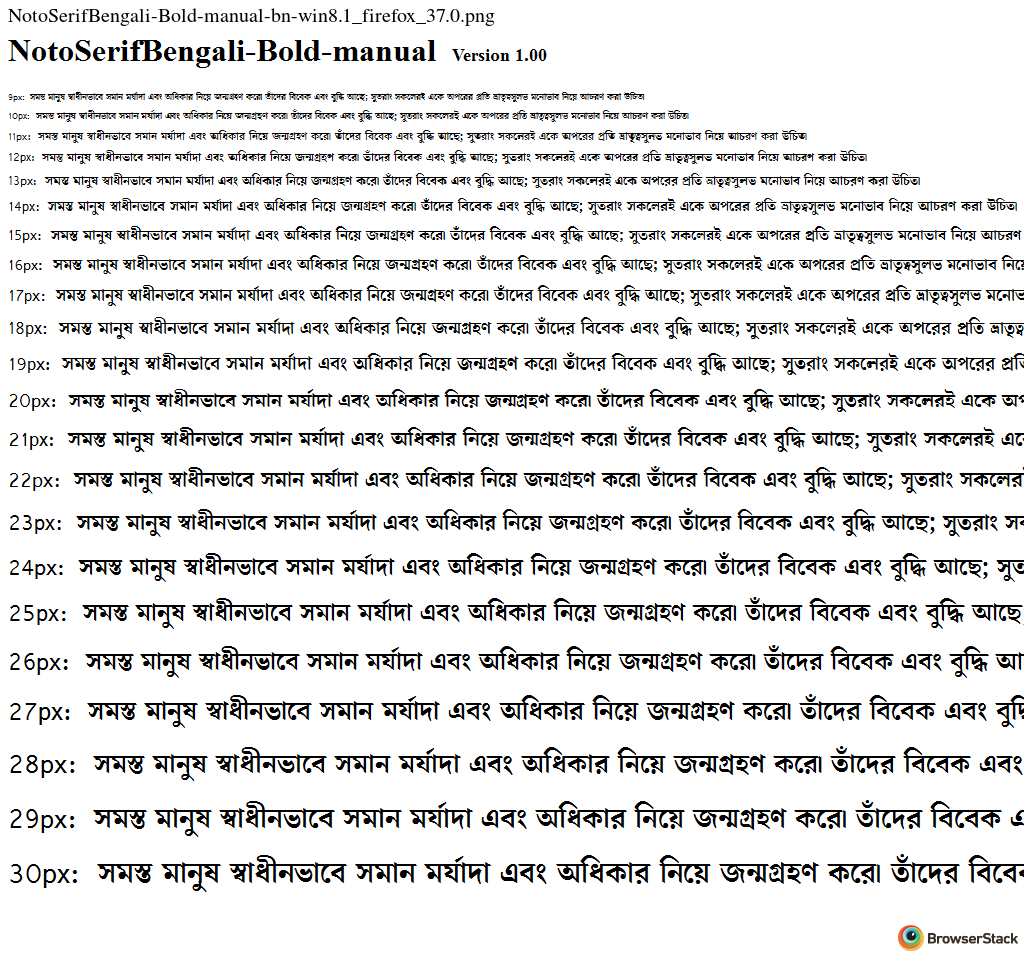 NotoSerifBengali-Bold-manual-bn-win8.1_firefox_37.0.png
NotoSerifBengali-Bold-manual Version 1.00
9px: সমস্ত মানুষ স্বাধীনভাবে সমান মর্যাদা এবং অধিকার নিয়ে জন্মগ্রহণ করে। তাঁদের বিবেক এবং বুদ্ধি আছে; সুতরাং সকলেরই একে অপরের প্রতি ভ্রাতৃত্বসুলভ মনোভাব নিয়ে আচরণ করা উচিত।
10px: সমস্ত মানুষ স্বাধীনভাবে সমান মর্যাদা এবং অধিকার নিয়ে জন্মগ্রহণ করে। তাঁদের বিবেক এবং বুদ্ধি আছে; সুতরাং সকলেরই একে অপরের প্রতি ভ্রাতৃত্বসুলভ মনোভাব নিয়ে আচরণ করা উচিত।
11px: সমস্ত মানুষ স্বাধীনভাবে সমান মর্যাদা এবং অধিকার নিয়ে জন্মগ্রহণ করে। তাঁদের বিবেক এবং বুদ্ধি আছে; সুতরাং সকলেরই একে অপরের প্রতি ভ্রাতৃত্বসুলভ মনোভাব নিয়ে আচরণ করা উচিত।
12px: সমস্ত মানুষ স্বাধীনভাবে সমান মর্যাদা এবং অধিকার নিয়ে জন্মগ্রহণ করে। তাঁদের বিবেক এবং বুদ্ধি আছে; সুতরাং সকলেরই একে অপরের প্রতি ভ্রাতৃত্বসুলভ মনোভাব নিয়ে আচরণ করা উচিত।
13px: সমস্ত মানুষ স্বাধীনভাবে সমান মর্যাদা এবং অধিকার নিয়ে জন্মগ্রহণ করে। তাঁদের বিবেক এবং বুদ্ধি আছে; সুতরাং সকলেরই একে অপরের প্রতি ভ্রাতৃত্বসুলভ মনোভাব নিয়ে আচরণ করা উচিত।
14px: সমস্ত মানুষ স্বাধীনভাবে সমান মর্যাদা এবং অধিকার নিয়ে জন্মগ্রহণ করে। তাঁদের বিবেক এবং বুদ্ধি আছে; সুতরাং সকলেরই একে অপরের প্রতি ভ্রাতৃত্বসুলভ মনোভাব নিয়ে আচরণ করা উচিত।
15px: সমস্ত মানুষ স্বাধীনভাবে সমান মর্যাদা এবং অধিকার নিয়ে জন্মগ্রহণ করে। তাঁদের বিবেক এবং বুদ্ধি আছে; সুতরাং সকলেরই একে অপরের প্রতি ভ্রাতৃত্বসুলভ মনোভাব নিয়ে আচরণ
16px: সমস্ত মানুষ স্বাধীনভাবে সমান মর্যাদা এবং অধিকার নিয়ে জন্মগ্রহণ করে। তাঁদের বিবেক এবং বুদ্ধি আছে; সুতরাং সকলেরই একে অপরের প্রতি ভ্রাতৃত্বসুলভ মনোভাব নিয়ে
17px: সমস্ত মানুষ স্বাধীনভাবে সমান মর্যাদা এবং অধিকার নিয়ে জন্মগ্রহণ করে। তাঁদের বিবেক এবং বুদ্ধি আছে; সুতরাং সকলেরই একে অপরের প্রতি ভ্রাতৃত্বসুলভ
18px: সমস্ত মানুষ স্বাধীনভাবে সমান মর্যাদা এবং অধিকার নিয়ে জন্মগ্রহণ করে। তাঁদের বিবেক এবং বুদ্ধি আছে; সুতরাং সকলেরই একে অপরের প্রতি
19px: সমস্ত মানুষ স্বাধীনভাবে সমান মর্যাদা এবং অধিকার নিয়ে জন্মগ্রহণ করে। তাঁদের বিবেক এবং বুদ্ধি আছে; সুতরাং সকলেরই একে অপরের প্রতি
20px: সমস্ত মানুষ স্বাধীনভাবে সমান মর্যাদা এবং অধিকার নিয়ে জন্মগ্রহণ করে। তাঁদের বিবেক এবং বুদ্ধি আছে; সুতরাং সকলেরই একে
21px: সমস্ত মানুষ স্বাধীনভাবে সমান মর্যাদা এবং অধিকার নিয়ে জন্মগ্রহণ করে। তাঁদের বিবেক এবং বুদ্ধি আছে; সুতরাং সকলেরই
22px: সমস্ত মানুষ স্বাধীনভাবে সমান মর্যাদা এবং অধিকার নিয়ে জন্মগ্রহণ করে। তাঁদের বিবেক এবং বুদ্ধি আছে; সুতরাং সকলের
23px: সমস্ত মানুষ স্বাধীনভাবে সমান মর্যাদা এবং অধিকার নিয়ে জন্মগ্রহণ করে। তাঁদের বিবেক এবং বুদ্ধি আছে; সুতরাং
24px: সমস্ত মানুষ স্বাধীনভাবে সমান মর্যাদা এবং অধিকার নিয়ে জন্মগ্রহণ করে। তাঁদের বিবেক এবং বুদ্ধি আছে;
25px: সমস্ত মানুষ স্বাধীনভাবে সমান মর্যাদা এবং অধিকার নিয়ে জন্মগ্রহণ করে। তাঁদের বিবেক এবং বুদ্ধি আছে;
26px: সমস্ত মানুষ স্বাধীনভাবে সমান মর্যাদা এবং অধিকার নিয়ে জন্মগ্রহণ করে। তাঁদের বিবেক এবং বুদ্ধি আ
27px: সমস্ত মানুষ স্বাধীনভাবে সমান মর্যাদা এবং অধিকার নিয়ে জন্মগ্রহণ করে। তাঁদের বিবেক এবং
28px: সমস্ত মানুষ স্বাধীনভাবে সমান মর্যাদা এবং অধিকার নিয়ে জন্মগ্রহণ করে। তাঁদের বিবেক এবং
29px: সমস্ত মানুষ স্বাধীনভাবে সমান মর্যাদা এবং অধিকার নিয়ে জন্মগ্রহণ করে। তাঁদের বিবেক
30px: সমস্ত মানুষ স্বাধীনভাবে সমান মর্যাদা এবং অধিকার নিয়ে জন্মগ্রহণ করে। তাঁদের বিবেক
BrowserStack